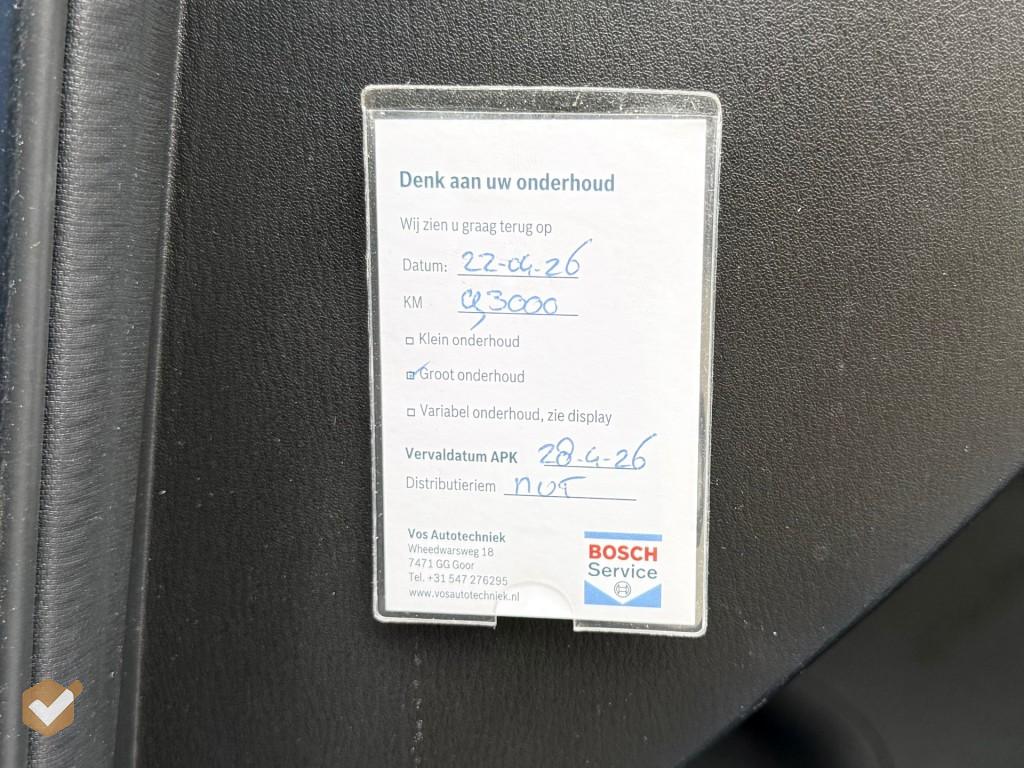 Denk aan uw onderhoud
Wij zien u graag terug op
Datum: 22-04-26
KM 93000
Klein onderhoud
Groot onderhoud
Variabel onderhoud, zie display
Vervaldatum APK 28-4-26
Distributieriem nvt
Vos Autotechniek
Wheedwarsweg 18
7471 GG Goor
Tel. +31 547 276295
www.vosautotechniek.nl
BOSCH
Service